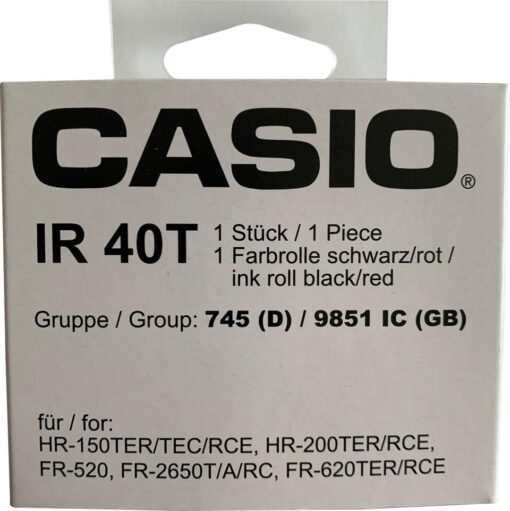 CASIO®
IR 40T 1 Stück / 1 Piece
1 Farbrolle schwarz/rot /
ink roll black/red
Gruppe / Group: 745 (D) / 9851 IC (GB)
für / for:
HR-150TER/TEC/RCE, HR-200TER/RCE,
FR-520, FR-2650T/A/RC, FR-620TER/RCE